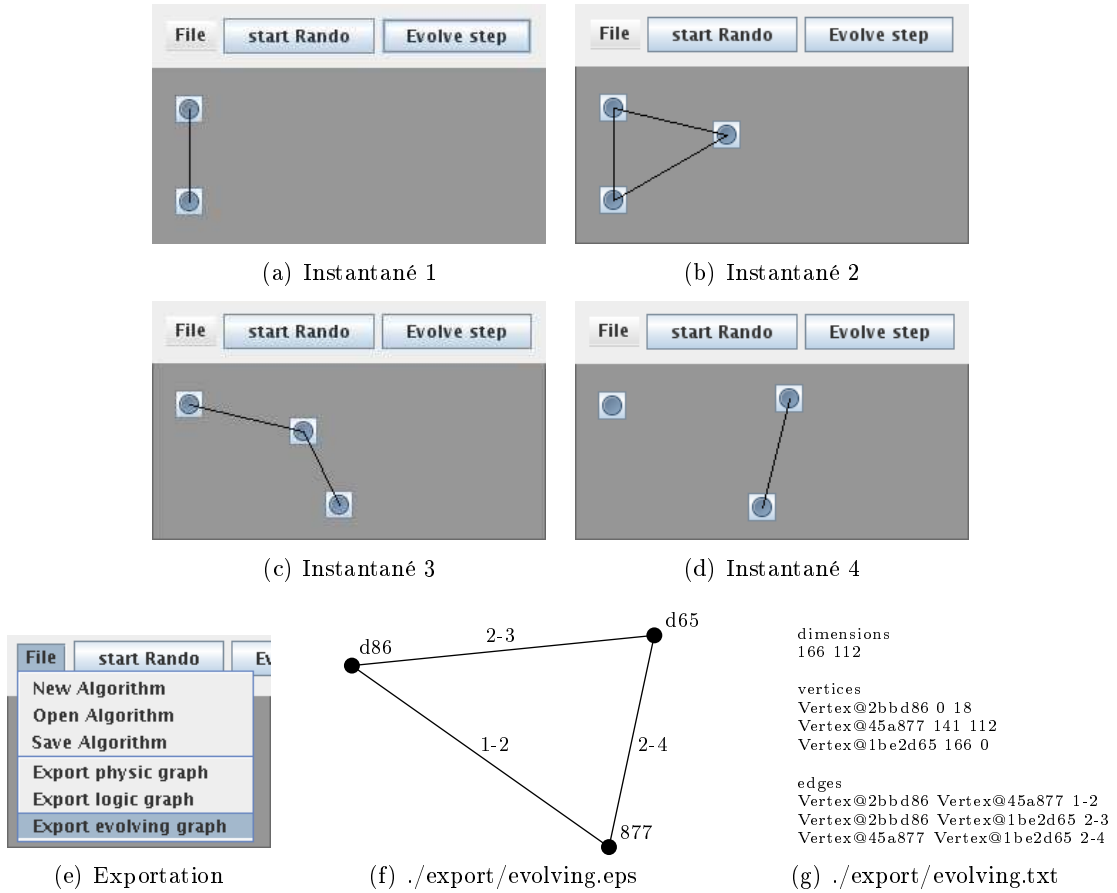 File start Rando Evolve step
File start Rando Evolve step
(a) Instantané 1
(b) Instantané 2
File start Rando Evolve step
File start Rando Evolve step
(c) Instantané 3
(d) Instantané 4
File start Rando Ev
New Algorithm
Open Algorithm
Save Algorithm
Export physic graph
Export logic graph
Export evolving graph
(e) Exportation
d86
2-3
d65
1-2
2-4
877
(f) ./export/evolving.eps
dimensions
166 112
vertices
Vertex@2bbd86 0 18
Vertex@45a877 141 112
Vertex@1be2d65 166 0
edges
Vertex@2bbd86 Vertex@45a877 1-2
Vertex@2bbd86 Vertex@1be2d65 2-3
Vertex@45a877 Vertex@1be2d65 2-4
(g) ./export/evolving.txt